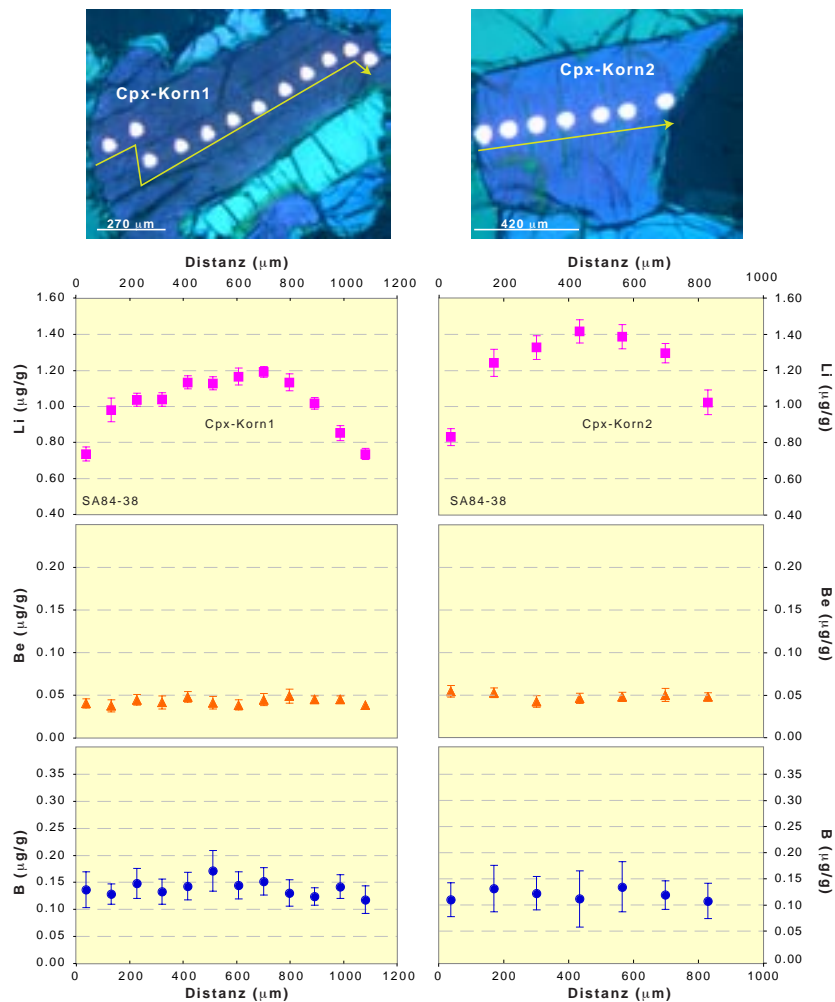 Cpx-Korn1
270 μm
Cpx-Korn2
420 μm
Distanz (μm)
0 200 400 600 800 1000 1200
Distanz (μm)
0 200 400 600 800 1000
Li (μg/g)
1.60
1.40
1.20
1.00
0.80
0.60
0.40
Cpx-Korn1
SA84-38
Cpx-Korn2
SA84-38
1.60
1.40
1.20
1.00
0.80
0.60
0.40
Li (μg/g)
Be (μg/g)
0.20
0.15
0.10
0.05
0.00
0.20
0.15
0.10
0.05
0.00
Be (μg/g)
B (μg/g)
0.35
0.30
0.25
0.20
0.15
0.10
0.05
0.00
0.35
0.30
0.25
0.20
0.15
0.10
0.05
0.00
B (μg/g)
0 200 400 600 800 1000 1200
Distanz (μm)
0 200 400 600 800 1000
Distanz (μm)